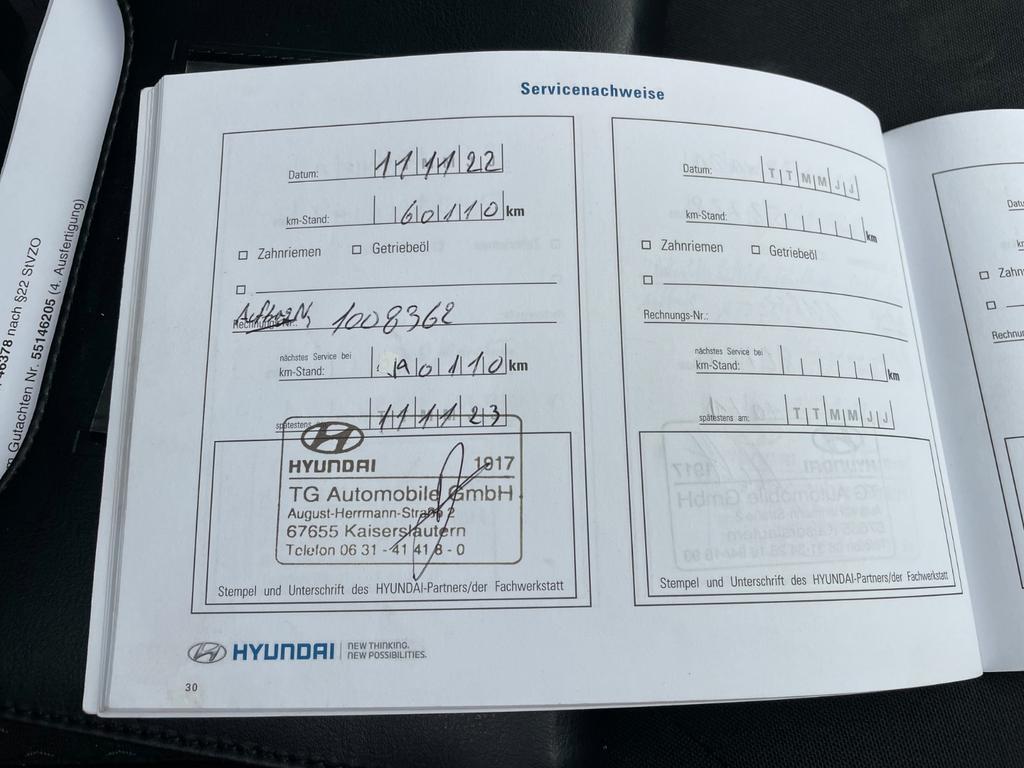 Servicenachweise
Datum: 11 11 22
km-Stand: 60110 km
Zahnriemen Getriebeöl
1008362
Rechnungs-Nr.:
nächstes Service bei
km-Stand: 90110 km
spätestens 11 11 23
HYUNDAI 1917
TG Automobile GmbH
August-Herrmann-Straße 2
67655 Kaiserslautern
Telefon 06 31 - 41 41 8 - 0
Stempel und Unterschrift des HYUNDAI-Partners/der Fachwerkstatt
Datum: T T M M J J
km-Stand: km
Zahnriemen Getriebeöl
Rechnungs-Nr.:
nächstes Service bei
km-Stand: km
spätestens am: T T M M J J
Stempel und Unterschrift des HYUNDAI-Partners/der Fachwerkstatt
HYUNDAI
NEW THINKING.
NEW POSSIBILITIES.
30
46378 nach §22 StVZO
Gutachten Nr. 55146205 (4. Ausfertigung)
Datu
k
Zahn
Rechnu